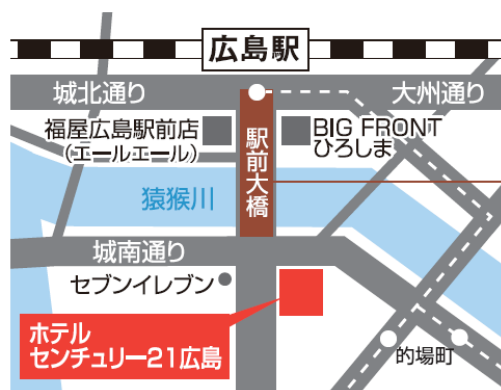 広島駅
城北通り
大州通り
福屋広島駅前店
(エールエール)
駅前大橋
BIG FRONT
ひろしま
猿猴川
城南通り
セブンイレブン
ホテル
センチュリー21広島
的場町